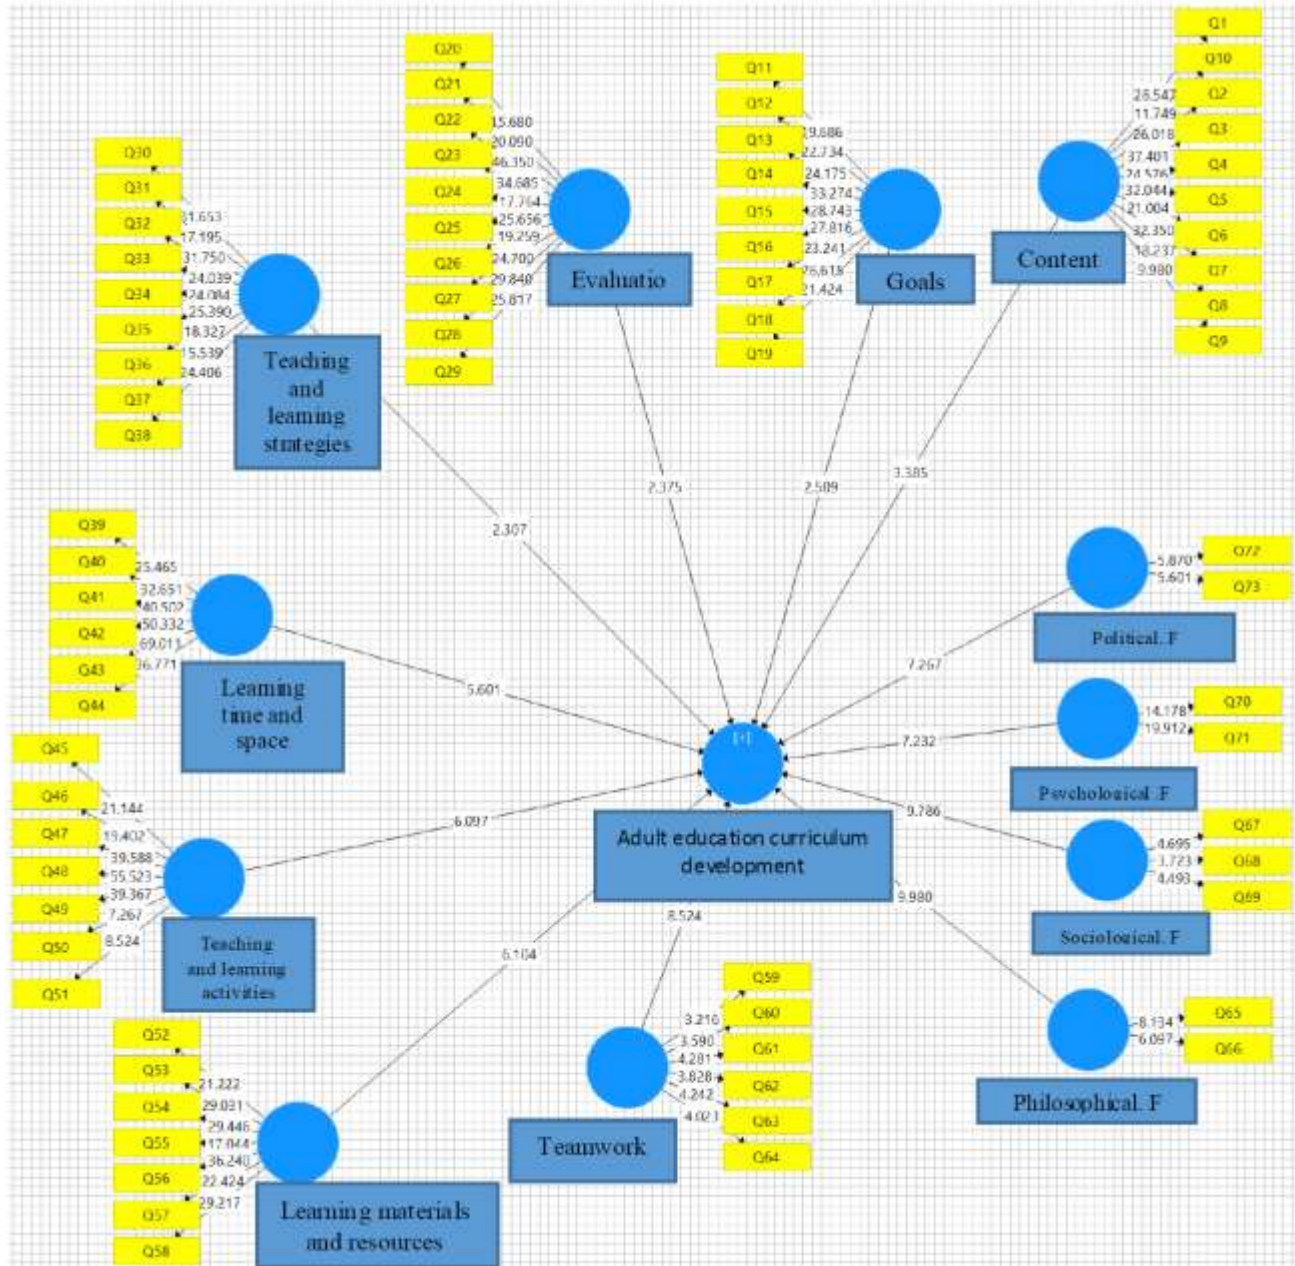 Q20
Q21
Q22
Q23
Q24
Q25
Q26
Q27
Q28
Q29
15.680
20.090
46.350
34.685
17.764
25.656
19.259
24.700
29.840
25.817
Evaluatio
Q11
Q12
Q13
Q14
Q15
Q16
Q17
Q18
Q19
19.686
22.734
24.175
33.274
28.743
27.816
23.241
26.615
21.424
Goals
Q1
Q10
Q2
Q3
Q4
Q5
Q6
Q7
Q8
Q9
28.547
11.749
26.018
37.401
24.576
32.044
21.004
32.350
18.237
9.980
Content
Q30
Q31
Q32
Q33
Q34
Q35
Q36
Q37
Q38
31.653
17.195
31.750
24.039
24.084
25.390
18.327
15.539
24.406
Teaching
and
learning
strategies
2.307
2.375
2.509
3.385
Q39
Q40
Q41
Q42
Q43
Q44
25.465
32.651
40.502
50.332
69.011
36.771
Learning
time and
space
5.601
Q72
Q73
5.870
5.601
Political. F
7.267
Q70
Q71
14.178
19.912
Psychological .F
7.232
Q67
Q68
Q69
4.695
3.723
4.493
Sociological. F
9.786
Q65
Q66
8.134
6.097
Philosophical. F
9.980
[+]
Adult education curriculum
development
Q45
Q46
Q47
Q48
Q49
Q50
Q51
21.144
19.402
39.588
55.523
39.367
7.267
8.524
Teaching
and learning
activities
6.097
Q52
Q53
Q54
Q55
Q56
Q57
Q58
21.222
29.031
29.446
17.044
36.240
22.424
29.217
Learning materials
and resources
6.164
Q59
Q60
Q61
Q62
Q63
Q64
3.216
3.590
4.281
3.828
4.242
4.023
Teamwork
8.524